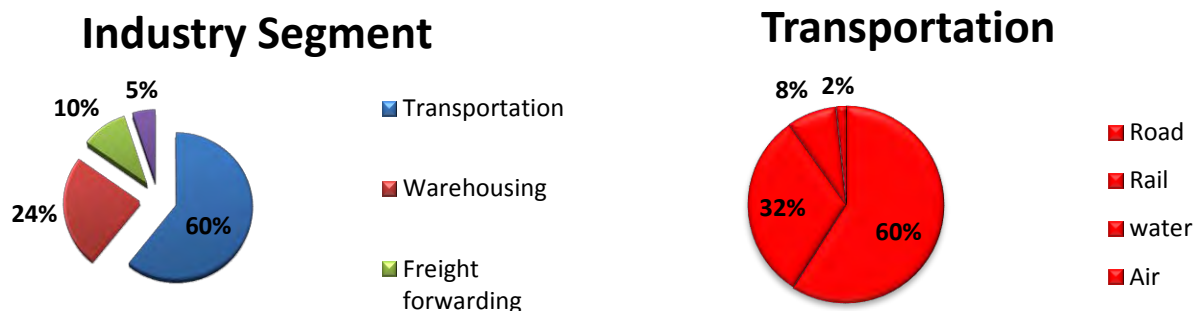 Industry Segment
5%
10%
24%
60%
Transportation
Warehousing
Freight
forwarding
Transportation
8%
2%
32%
60%
Road
Rail
water
Air